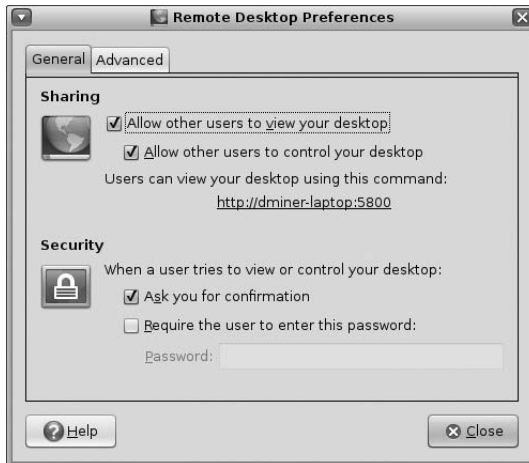 Remote Desktop Preferences
General
Advanced
Sharing
Allow other users to view your desktop
Allow other users to control your desktop
Users can view your desktop using this command:
http://dminer-laptop:5800
Security
When a user tries to view or control your desktop:
Ask you for confirmation
Require the user to enter this password:
Password:
Help
Close